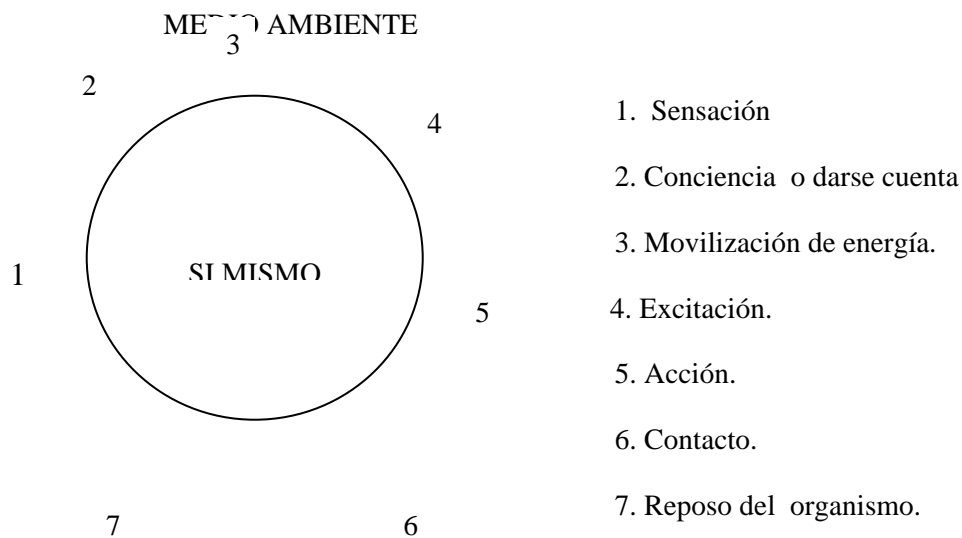 MEDIO AMBIENTE
3
2
4
1
SI MISMO
5
7
6
1. Sensación
2. Conciencia o darse cuenta
3. Movilización de energía.
4. Excitación.
5. Acción.
6. Contacto.
7. Reposo del organismo.